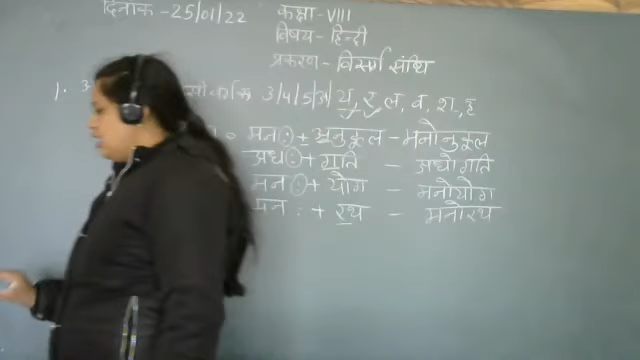 दिनाक - 25/01/22
कक्षा - VIII
विषय - हिन्दी
प्रकरण - विसर्ग संधि
1. 3/4/5/ य, र, ल, व, श, ह
= मन : + अनुकूल - मनोनुकूल
अध : + गति - अधोगति
मन : + योग - मनोयोग
मन : + रथ - मनोरथ